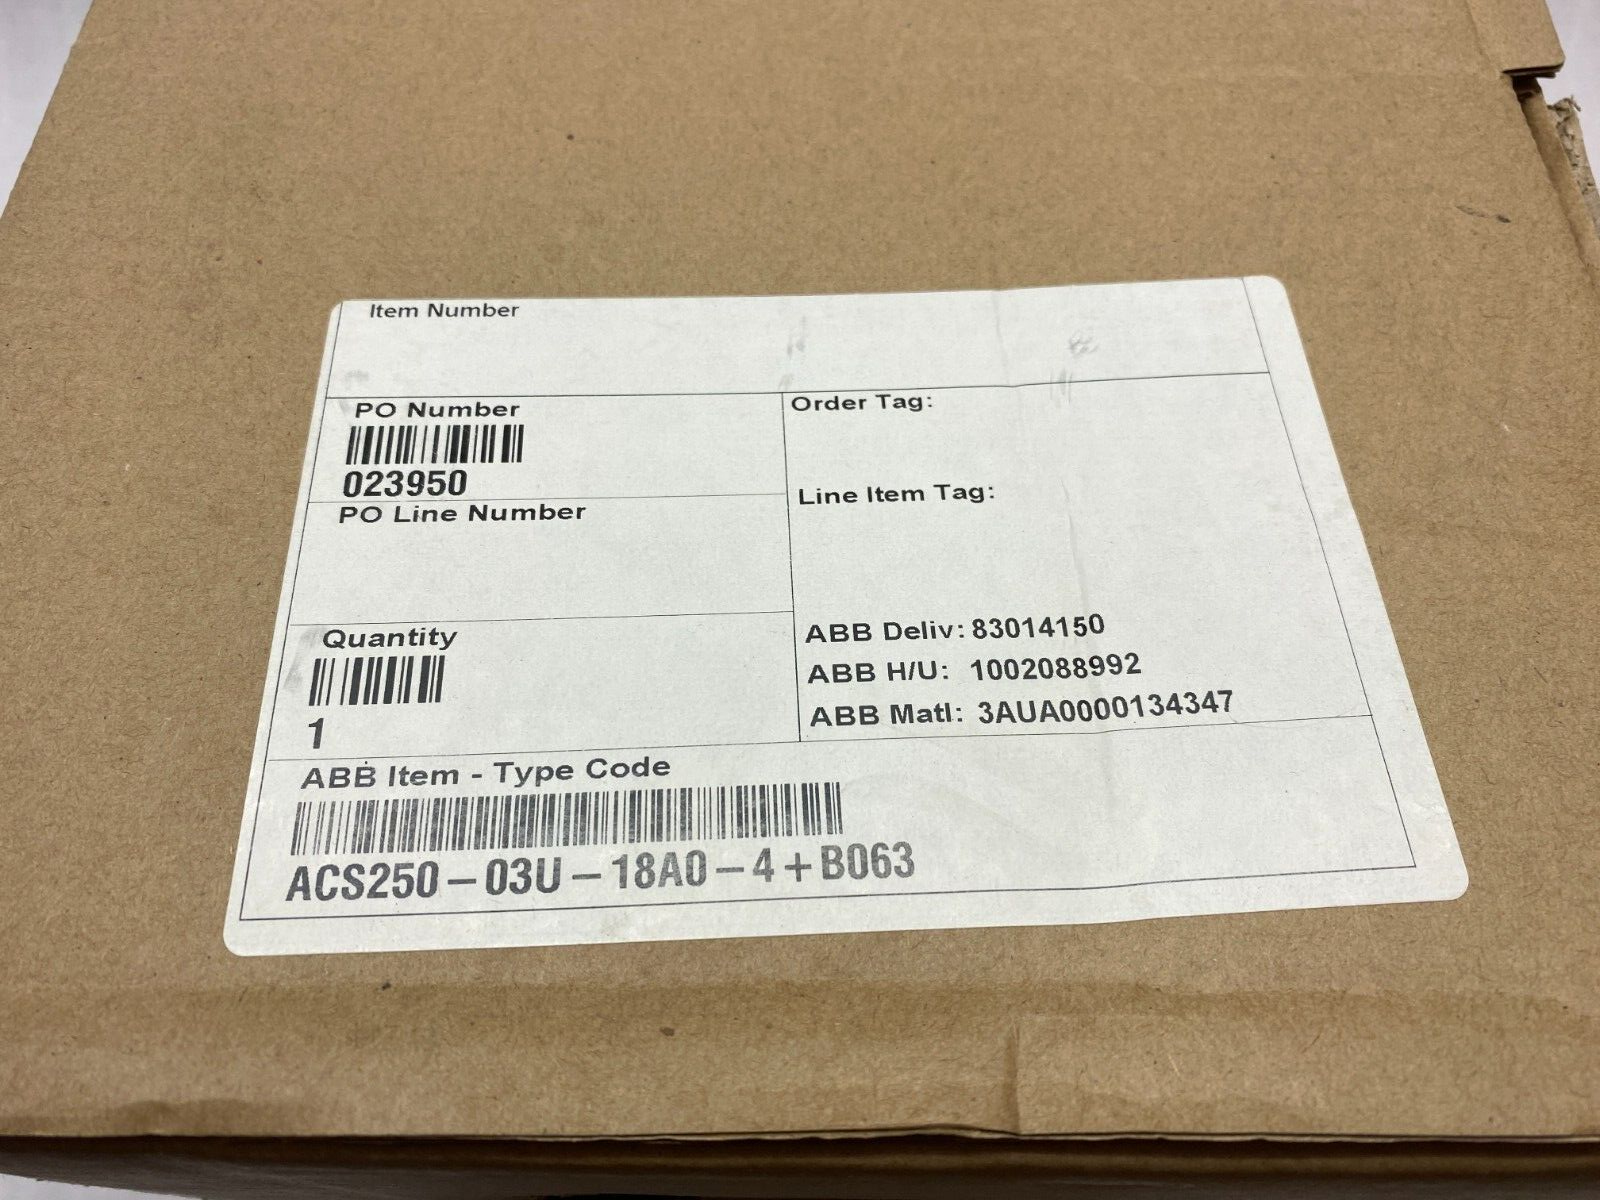 Item Number
PO Number
023950
PO Line Number
Quantity
1
Order Tag:
Line Item Tag:
ABB Deliv: 83014150
ABB H/U: 1002088992
ABB Matl: 3AUA0000134347
ABB Item - Type Code
ACS250-03U-18A0-4+B063